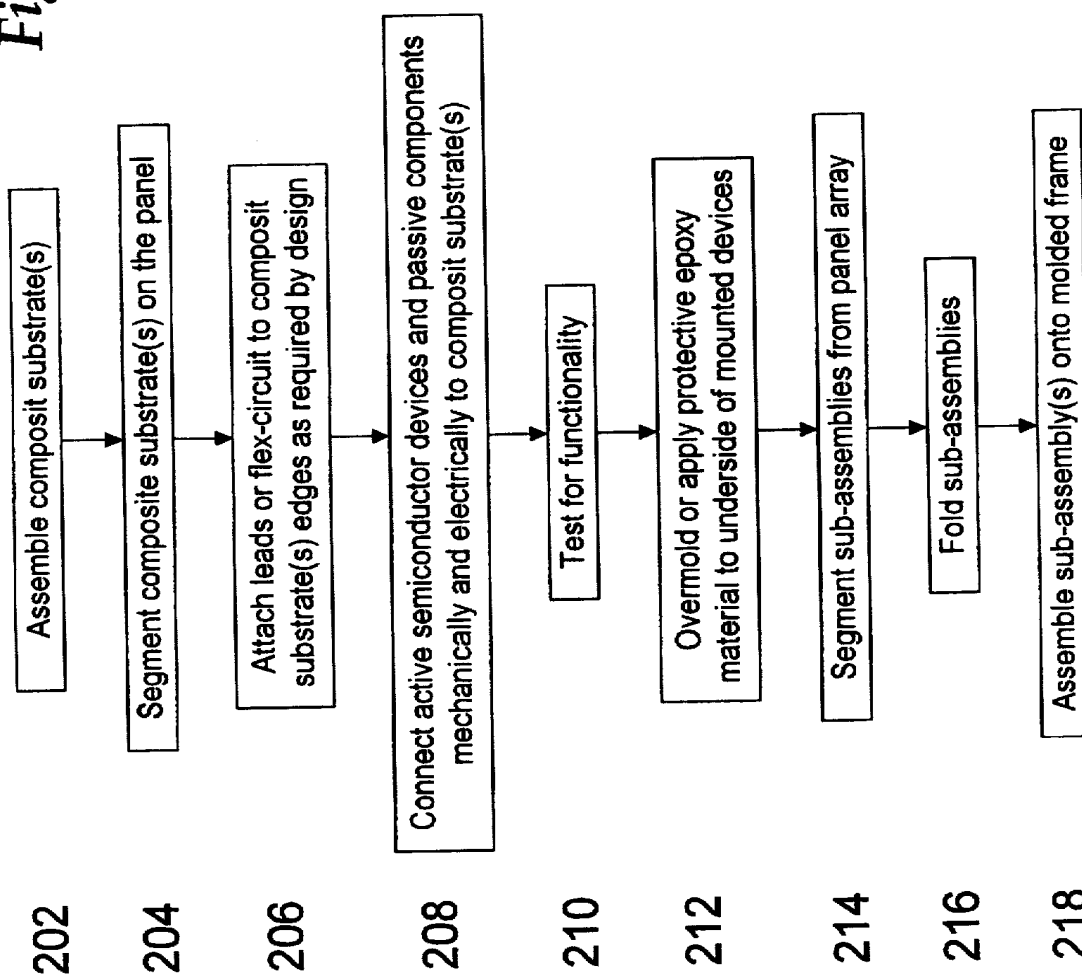 Fi
202
Assemble composit substrate(s)
204
Segment composite substrate(s) on the panel
206
Attach leads or flex-circuit to composit
substrate(s) edges as required by design
208
Connect active semiconductor devices and passive components
mechanically and electrically to composit substrate(s)
210
Test for functionality
212
Overmold or apply protective epoxy
material to underside of mounted devices
214
Segment sub-assemblies from panel array
216
Fold sub-assemblies
218
Assemble sub-assembly(s) onto molded frame